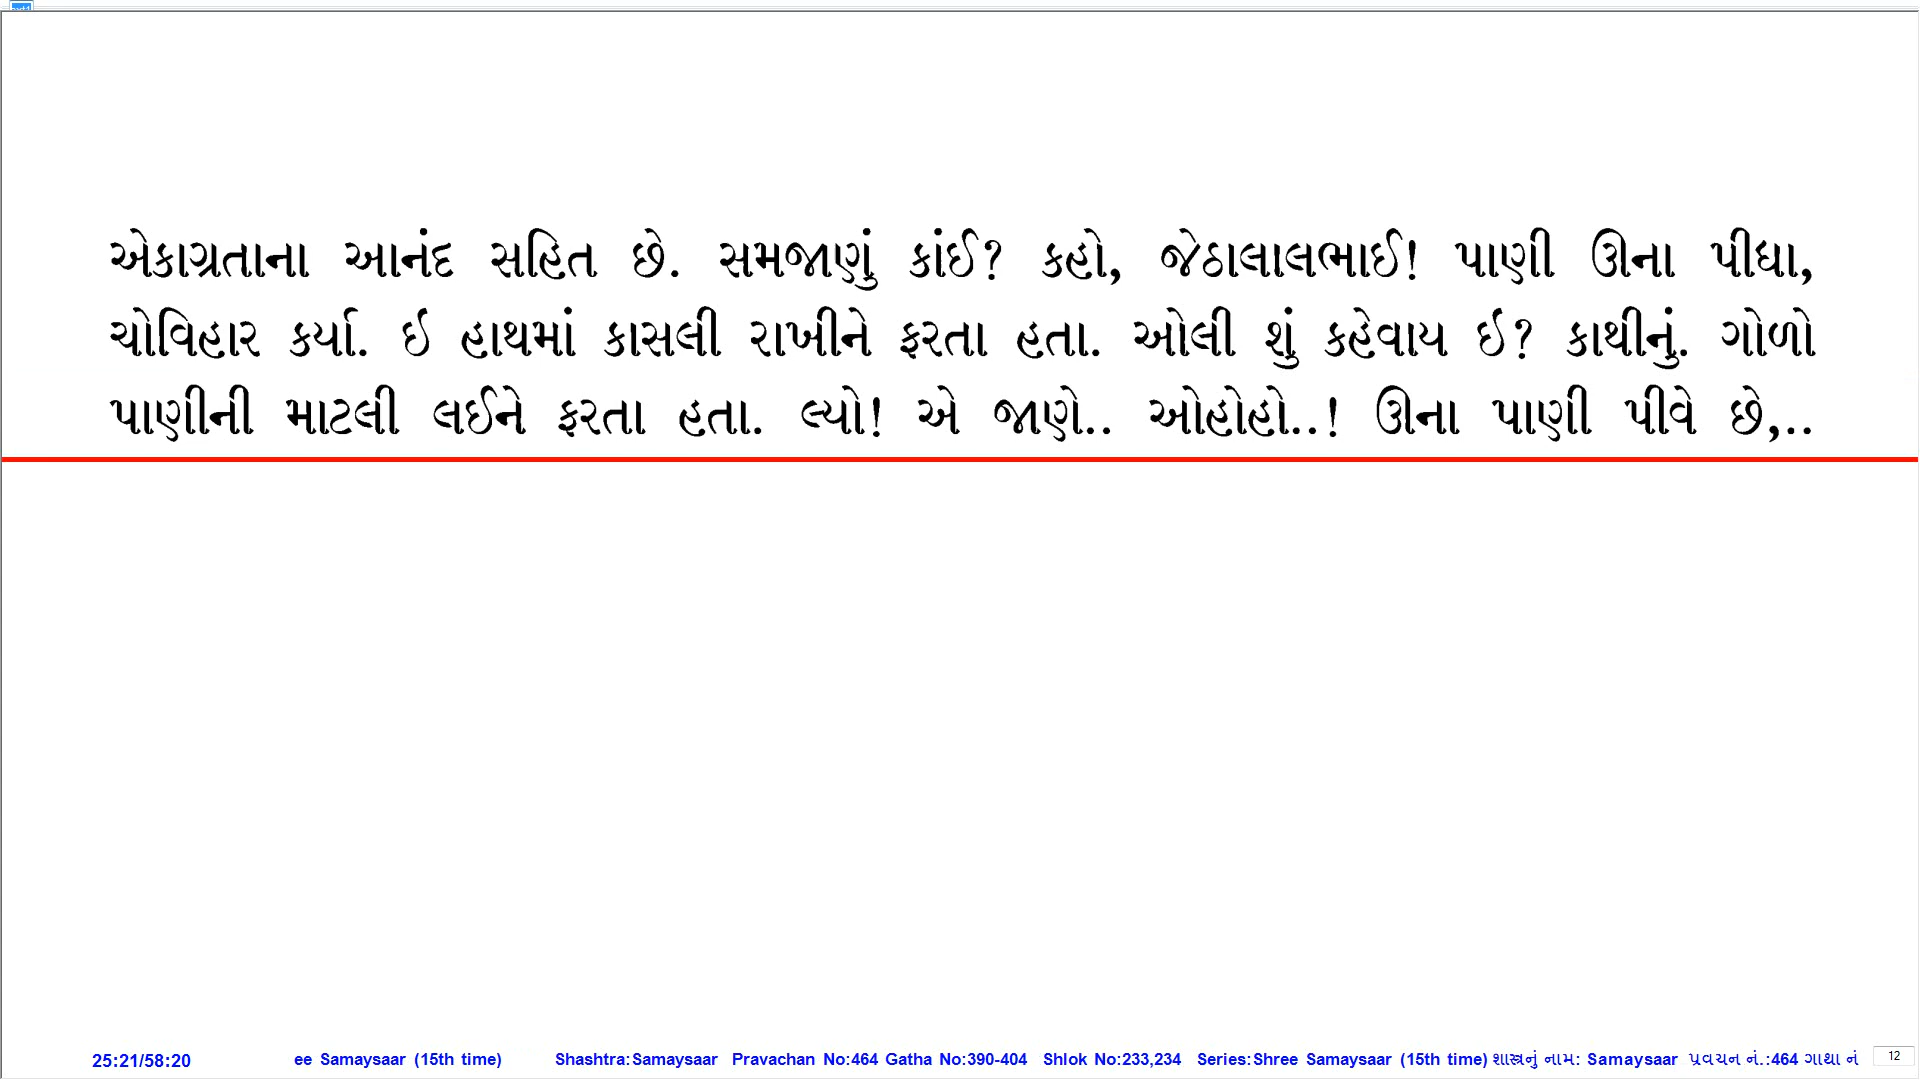 એકાગ્રતાના આનંદ સહિત છે. સમજાણું કાંઈ? કહો, જેઠાલાલભાઈ! પાણી ઊના પીધા,
ચોવિહાર કર્યા. ઇ હાથમાં કાસલી રાખીને ફરતા હતા. ઓલી શું કહેવાય ઇ? કાથીનું. ગોળો
પાણીની માટલી લઈને ફરતા હતા. લ્યો! એ જાણે.. ઓહોહો..! ઊના પાણી પીવે છે,..
25:21/58:20 ee Samaysaar (15th time) Shashtra:Samaysaar Pravachan No:464 Gatha No:390-404 Shlok No:233,234 Series:Shree Samaysaar (15th time) શાસ્ત્રનું નામ: Samaysaar પ્રવચન નં.:464 ગાથા નં 12